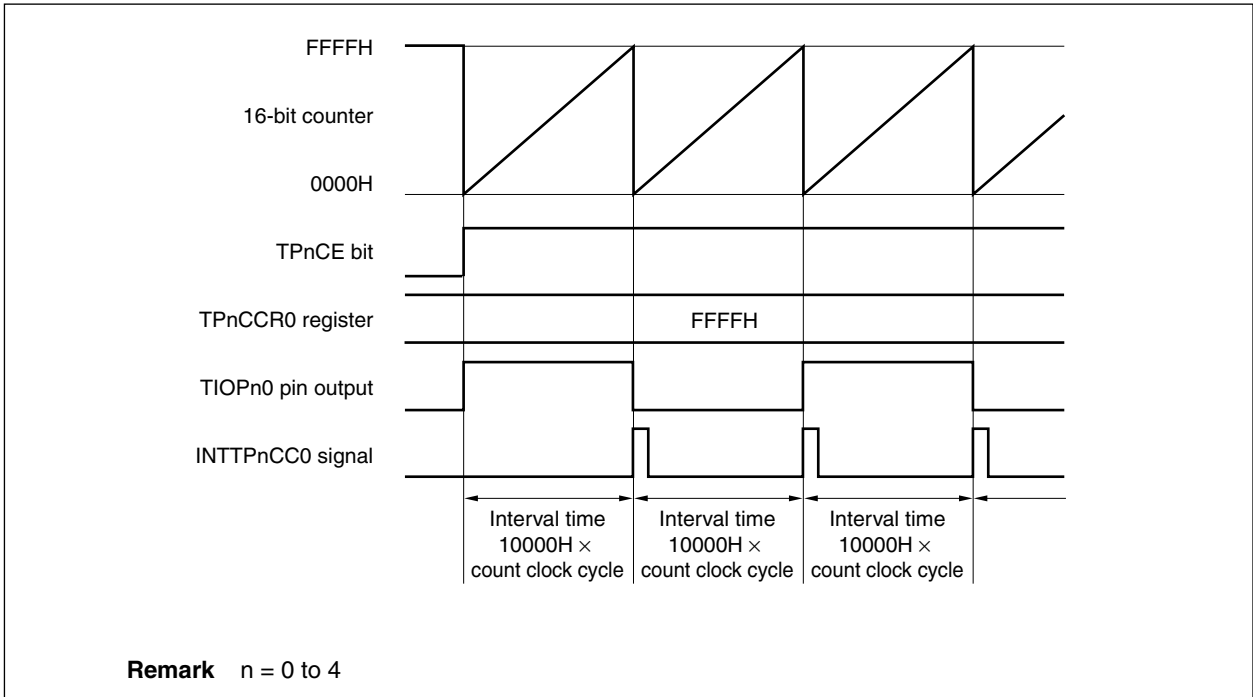 FFFFH
16-bit counter
0000H
TPnCE bit
TPnCCR0 register
FFFFH
TIOPn0 pin output
INTTPnCC0 signal
Interval time
10000H ×
count clock cycle
Interval time
10000H ×
count clock cycle
Interval time
10000H ×
count clock cycle
Remark n = 0 to 4